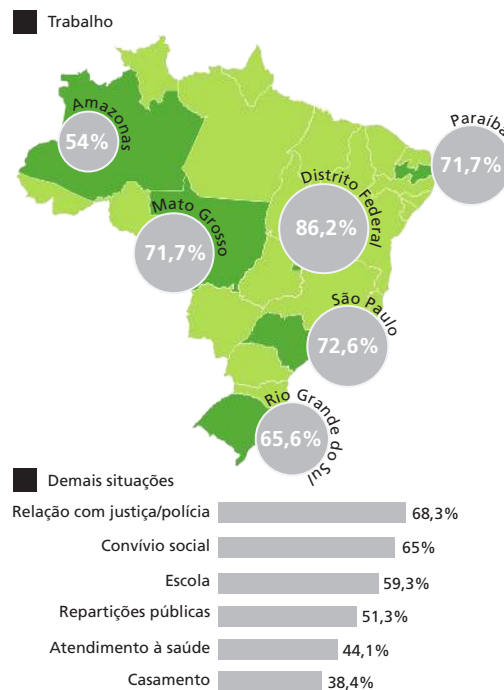 Trabalho
Amazonas
54%
Paraíba
71,7%
Mato Grosso
71,7%
Distrito Federal
86,2%
São Paulo
72,6%
Rio Grande do Sul
65,6%
Demais situações
Relação com justiça/polícia 68,3%
Convívio social 65%
Escola 59,3%
Repartições públicas 51,3%
Atendimento à saúde 44,1%
Casamento 38,4%